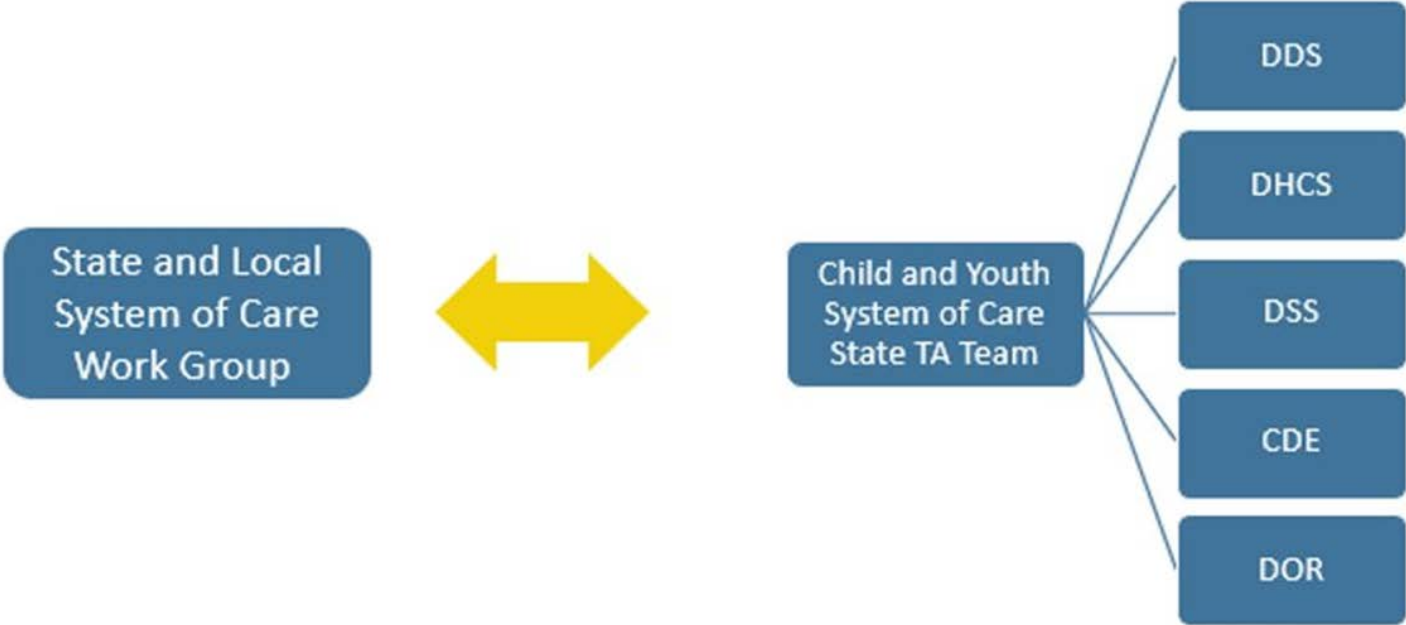 State and Local
System of Care
Work Group
Child and Youth
System of Care
State TA Team
DDS
DHCS
DSS
CDE
DOR